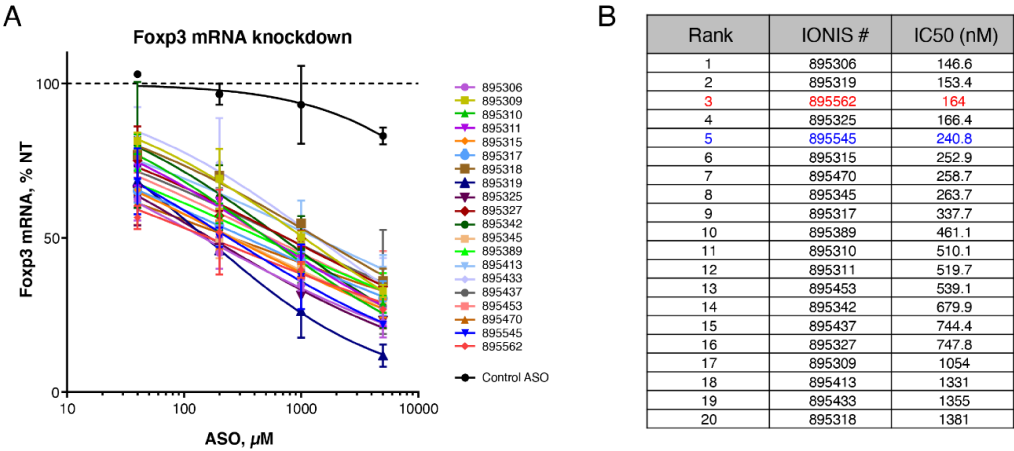 A
Foxp3 mRNA knockdown
Foxp3 mRNA, % NT
100
50
0
10
100
1000
10000
ASO, µM
895306
895309
895310
895311
895315
895317
895318
895319
895325
895327
895342
895345
895389
895413
895433
895437
895453
895470
895545
895562
Control ASO
B
Rank IONIS # IC50 (nM)
1 895306 146.6
2 895319 153.4
3 895562 164
4 895325 166.4
5 895545 240.8
6 895315 252.9
7 895470 258.7
8 895345 263.7
9 895317 337.7
10 895389 461.1
11 895310 510.1
12 895311 519.7
13 895453 539.1
14 895342 679.9
15 895437 744.4
16 895327 747.8
17 895309 1054
18 895413 1331
19 895433 1355
20 895318 1381